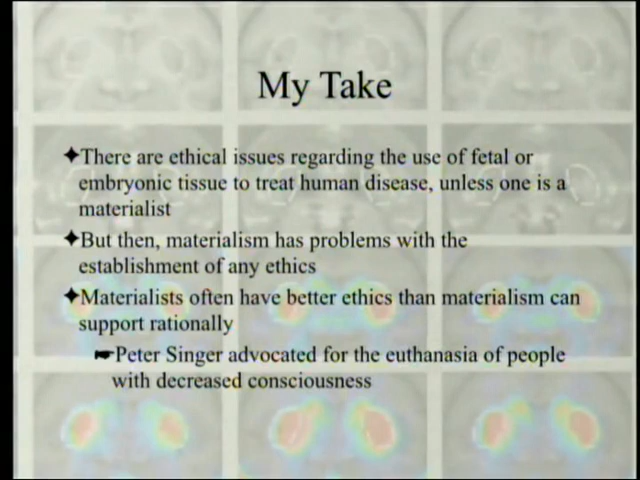 My Take
✦There are ethical issues regarding the use of fetal or
embryonic tissue to treat human disease, unless one is a
materialist
✦But then, materialism has problems with the
establishment of any ethics
✦Materialists often have better ethics than materialism can
support rationally
☛Peter Singer advocated for the euthanasia of people
with decreased consciousness